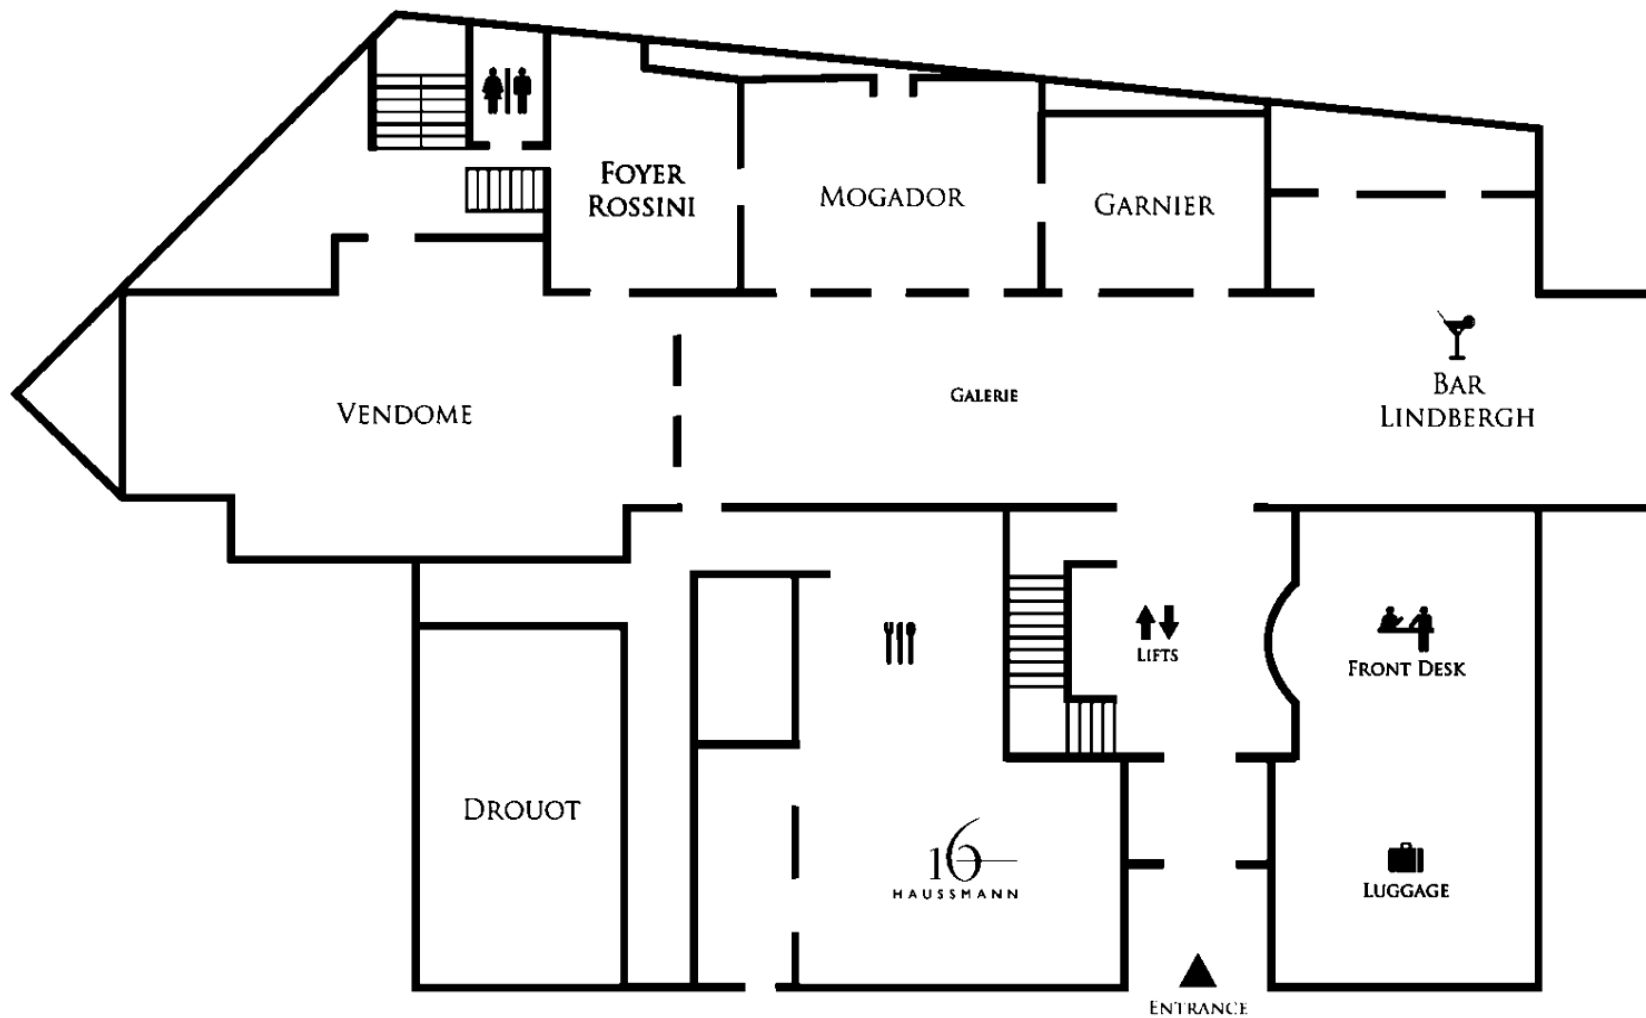 FOYER
ROSSINI
MOGADOR
GARNIER
VENDOME
GALERIE
BAR
LINDBERGH
LIFTS
FRONT DESK
DROUOT
16
HAUSSMANN
LUGGAGE
ENTRANCE